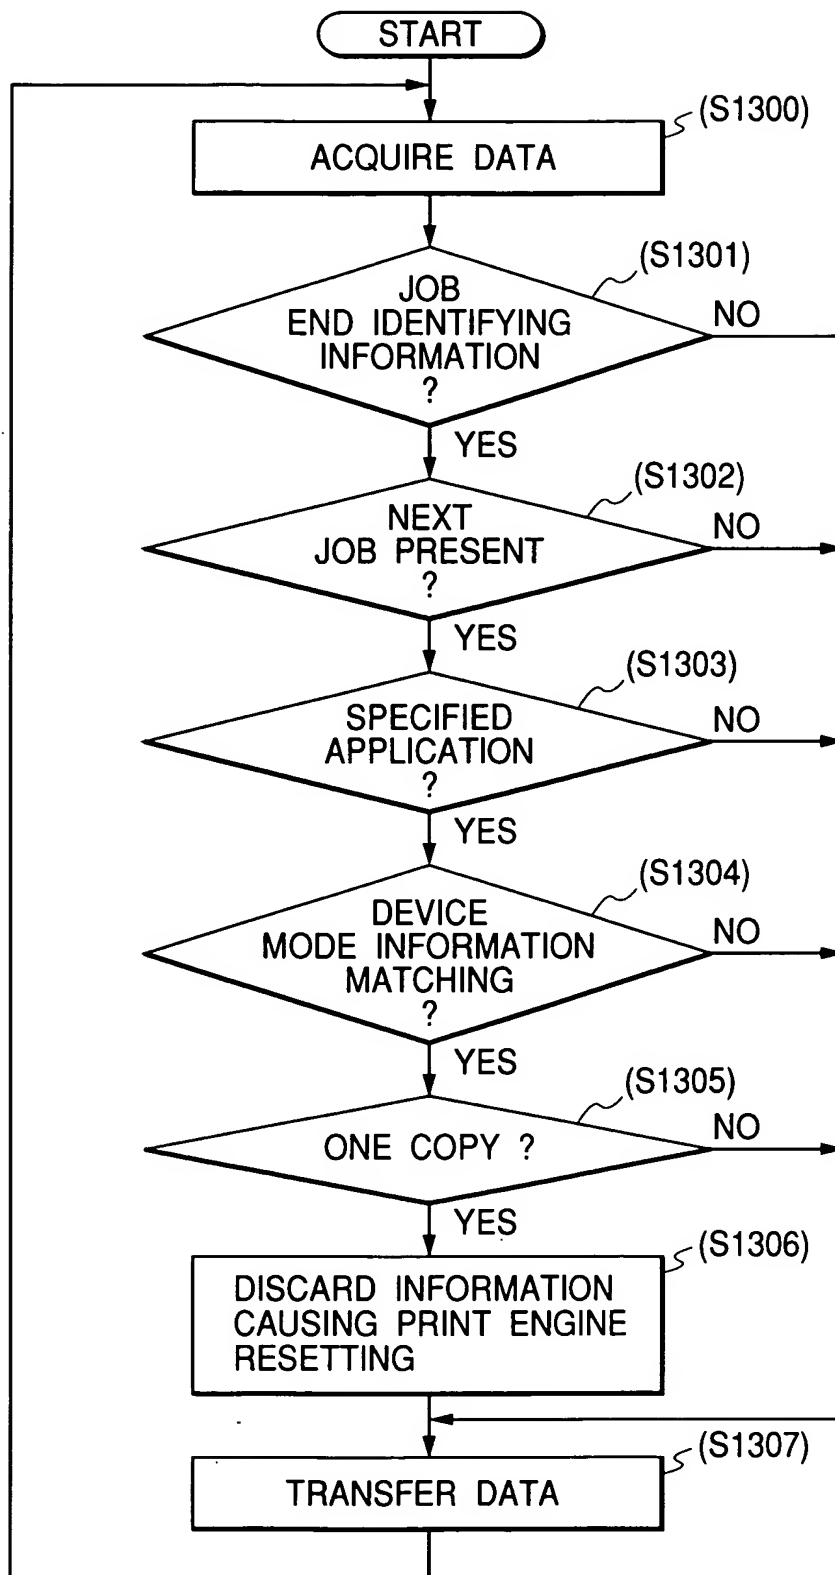 START
(S1300)
ACQUIRE DATA
(S1301)
JOB
END IDENTIFYING
INFORMATION
?
NO
YES
(S1302)
NEXT
JOB PRESENT
?
NO
YES
(S1303)
SPECIFIED
APPLICATION
?
NO
YES
(S1304)
DEVICE
MODE INFORMATION
MATCHING
?
NO
YES
(S1305)
ONE COPY ?
NO
YES
(S1306)
DISCARD INFORMATION
CAUSING PRINT ENGINE
RESETTING
(S1307)
TRANSFER DATA